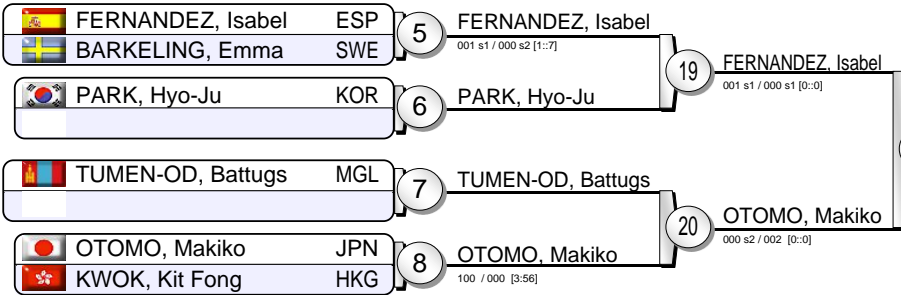 FERNANDEZ, Isabel ESP
BARKELING, Emma SWE
5
FERNANDEZ, Isabel
001 s1 / 000 s2 [1::7]
PARK, Hyo-Ju KOR
6
PARK, Hyo-Ju
19
FERNANDEZ, Isabel
001 s1 / 000 s1 [0::0]
TUMEN-OD, Battugs MGL
7
TUMEN-OD, Battugs
OTOMO, Makiko JPN
KWOK, Kit Fong HKG
8
OTOMO, Makiko
100 / 000 [3:56]
20
OTOMO, Makiko
000 s2 / 002 [0::0]